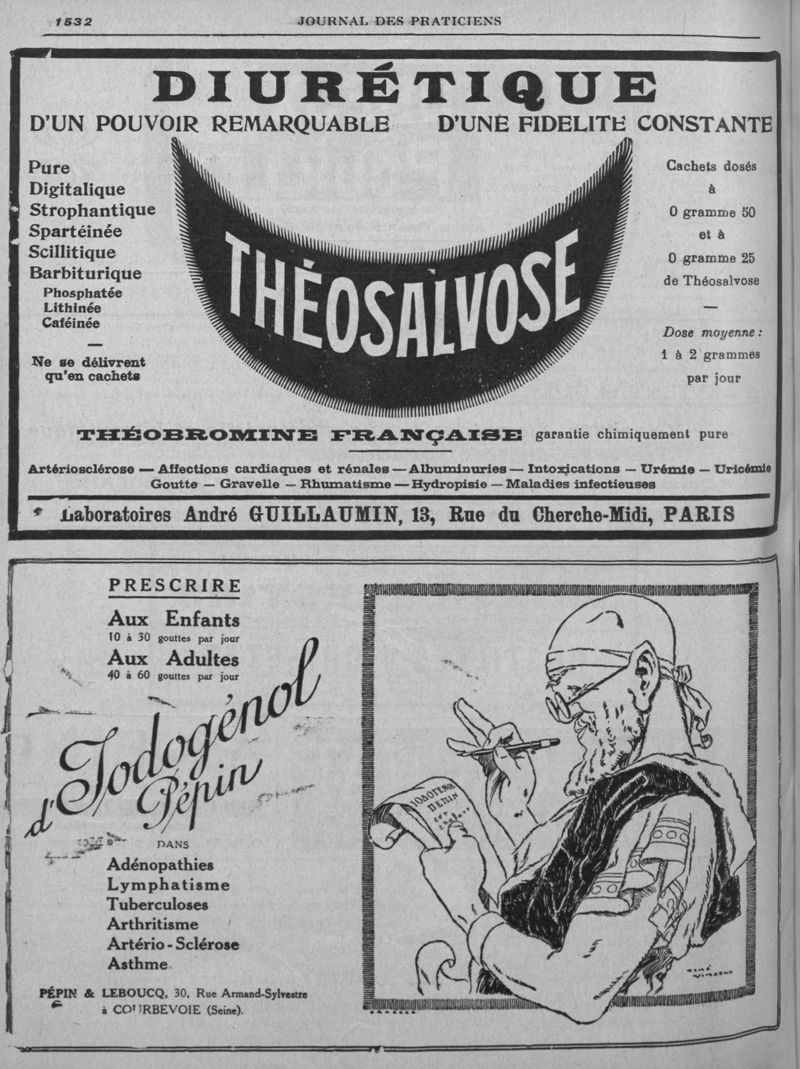 1532
JOURNAL DES PRATICIENS
DIURÉTIQUE
D'UN POUVOIR REMARQUABLE D'UNE FIDELITÉ CONSTANTE
Pure
Digitalique
Strophantique
Spartéinée
Scillitique
Barbiturique
Phosphatée
Lithinée
Caféinée
Ne se délivrent
qu'en cachets
THÉOSALVOSE
Cachets dosés
à
0 gramme 50
et à
0 gramme 25
de Théosalvose
Dose moyenne :
1 à 2 grammes
par jour
THÉOBROMINE FRANÇAISE garantie chimiquement pure
Artériosclérose — Affections cardiaques et rénales — Albuminuries — Intoxications — Urémie — Uricémie
Goutte — Gravelle — Rhumatisme — Hydropisie — Maladies infectieuses
Laboratoires André GUILLAUMIN, 13, Rue du Cherche-Midi, PARIS
PRESCRIRE
Aux Enfants
10 à 30 gouttes par jour
Aux Adultes
40 à 60 gouttes par jour
d'Iodogénol
Pépin
DANS
Adénopathies
Lymphatisme
Tuberculoses
Arthritisme
Artério-Sclérose
Asthme.
PÉPIN & LEBOUCQ, 30, Rue Armand-Sylvestre
à COURBEVOIE (Seine).
RENÉ
VINCENT